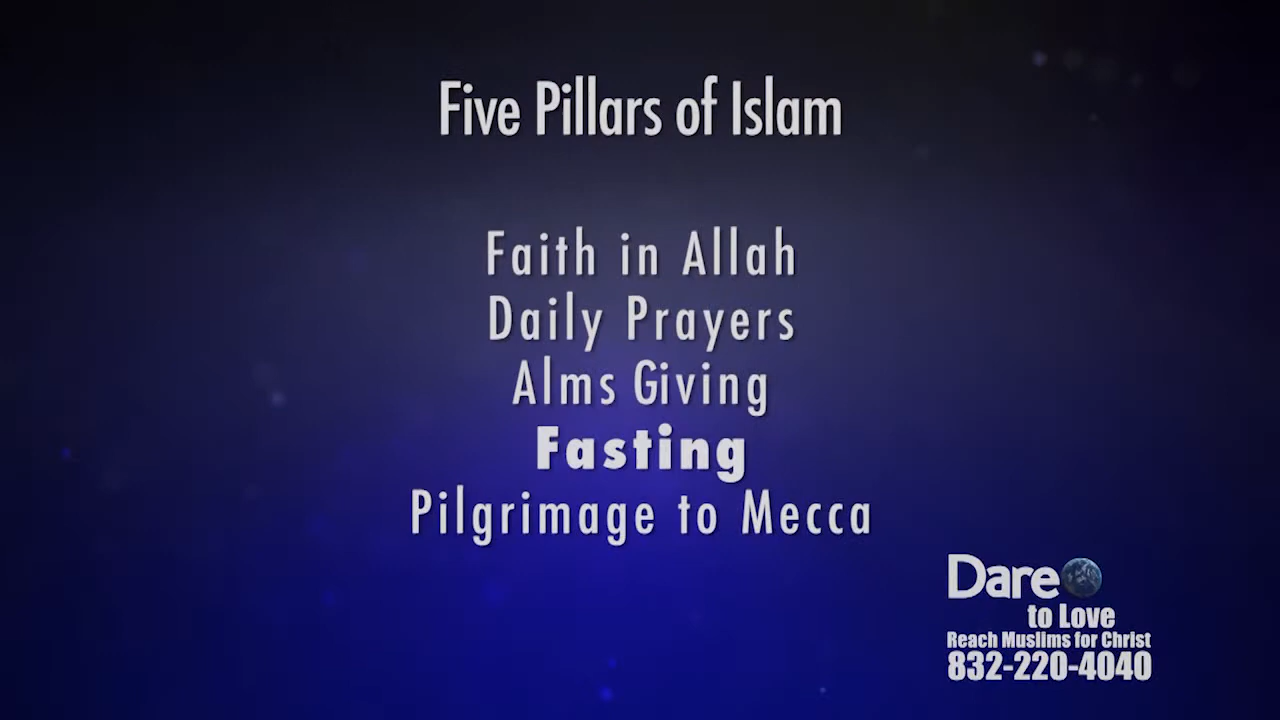 Five Pillars of Islam
Faith in Allah
Daily Prayers
Alms Giving
Fasting
Pilgrimage to Mecca
Dare
to Love
Reach Muslims for Christ
832-220-4040